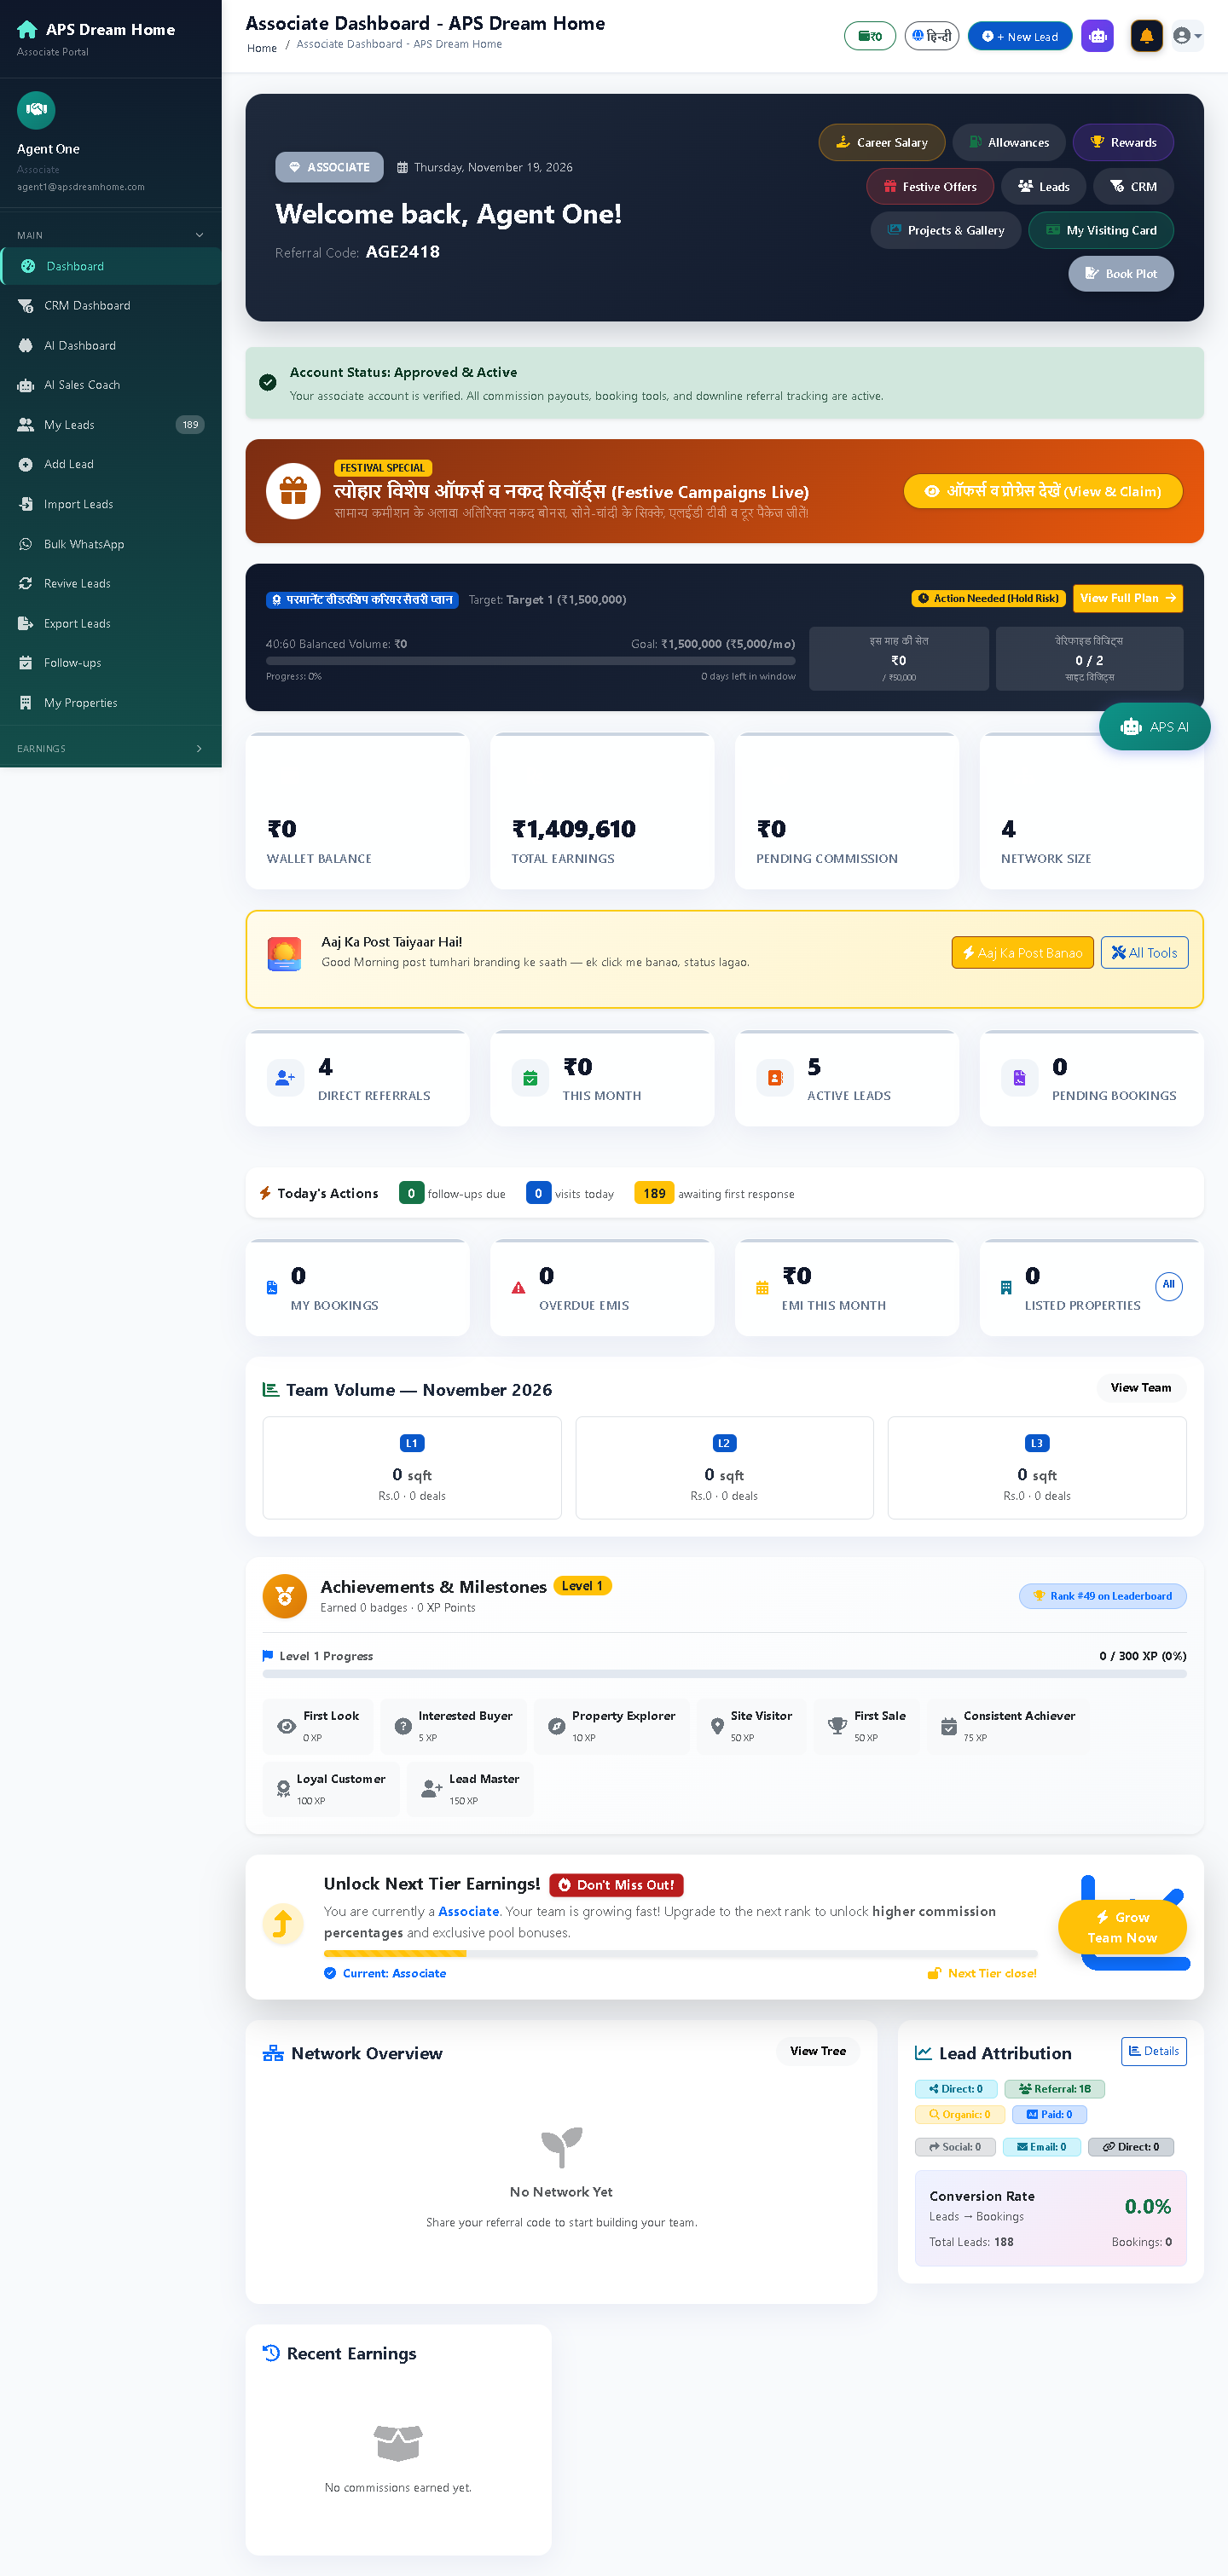 APS Dream Home
Associate Portal
Agent One
Associate
agent1@apsdreamhome.com
MAIN
Dashboard
CRM Dashboard
AI Dashboard
AI Sales Coach
My Leads 189
Add Lead
Import Leads
Bulk WhatsApp
Revive Leads
Export Leads
Follow-ups
My Properties
EARNINGS
Associate Dashboard - APS Dream Home
Home / Associate Dashboard - APS Dream Home
₹0
हिन्दी
+ New Lead
ASSOCIATE Thursday, November 19, 2026
Welcome back, Agent One!
Referral Code: AGE2418
Career Salary Allowances Rewards
Festive Offers Leads CRM
Projects & Gallery My Visiting Card
Book Plot
Account Status: Approved & Active
Your associate account is verified. All commission payouts, booking tools, and downline referral tracking are active.
FESTIVAL SPECIAL
त्योहार विशेष ऑफर्स व नकद रिवॉर्ड्स (Festive Campaigns Live)
सामान्य कमीशन के अलावा अतिरिक्त नकद बोनस, सोने-चांदी के सिक्के, एलईडी टीवी व टूर पैकेज जीतें!
ऑफर्स व प्रोग्रेस देखें (View & Claim)
परमानेंट लीडरशिप करियर सैलरी प्लान Target: Target 1 (₹1,500,000)
Action Needed (Hold Risk) View Full Plan
40:60 Balanced Volume: ₹0 Goal: ₹1,500,000 (₹5,000/mo)
Progress: 0% 0 days left in window
इस माह की सेल
₹0
/ ₹50,000
वेरिफाइड विजिट्स
0 / 2
साइट विजिट्स
APS AI
₹0
WALLET BALANCE
₹1,409,610
TOTAL EARNINGS
₹0
PENDING COMMISSION
4
NETWORK SIZE
Aaj Ka Post Taiyaar Hai!
Good Morning post tumhari branding ke saath — ek click me banao, status lagao.
Aaj Ka Post Banao All Tools
4
DIRECT REFERRALS
₹0
THIS MONTH
5
ACTIVE LEADS
0
PENDING BOOKINGS
Today's Actions 0 follow-ups due 0 visits today 189 awaiting first response
0
MY BOOKINGS
0
OVERDUE EMIS
₹0
EMI THIS MONTH
0
LISTED PROPERTIES
All
Team Volume — November 2026
View Team
L1
0 sqft
Rs.0 · 0 deals
L2
0 sqft
Rs.0 · 0 deals
L3
0 sqft
Rs.0 · 0 deals
Achievements & Milestones Level 1
Earned 0 badges · 0 XP Points
Rank #49 on Leaderboard
Level 1 Progress 0 / 300 XP (0%)
First Look
0 XP
Interested Buyer
5 XP
Property Explorer
10 XP
Site Visitor
50 XP
First Sale
50 XP
Consistent Achiever
75 XP
Loyal Customer
100 XP
Lead Master
150 XP
Unlock Next Tier Earnings! Don't Miss Out!
You are currently a Associate. Your team is growing fast! Upgrade to the next rank to unlock higher commission
percentages and exclusive pool bonuses.
Current: Associate Next Tier close!
Grow
Team Now
Network Overview
View Tree
No Network Yet
Share your referral code to start building your team.
Lead Attribution
Details
Direct: 0 Referral: 18
Organic: 0 Paid: 0
Social: 0 Email: 0 Direct: 0
Conversion Rate
Leads → Bookings
0.0%
Total Leads: 188 Bookings: 0
Recent Earnings
No commissions earned yet.